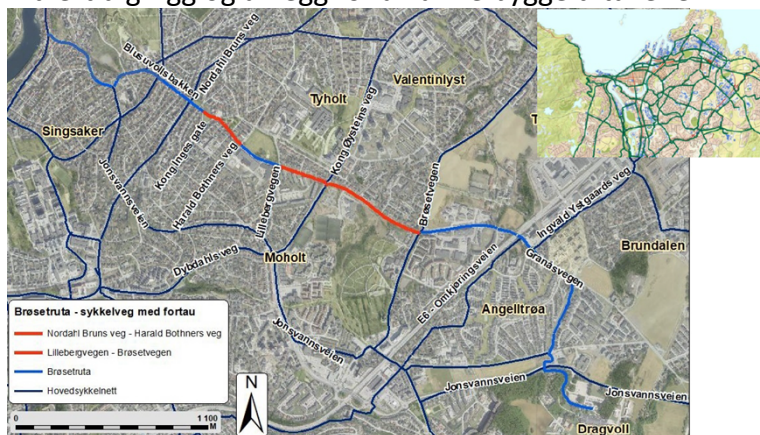 Blusuvollsbakken
Nordahl Bruns veg
Valentinlyst
Tyholt
Singsaker
Kong Inges gate
Harald Bothners veg
Kong Øysteins veg
Jonsvannsveien
Lillebergvegen
Brøsetvegen
Ingvald Ystgaards veg
Dybdahls veg
Moholt
E6 - Omkjøringsveien
Granåsvegen
Brundalen
Angelltrøa
Jonsvannsveien
Jonsvannsveien
Jonsvannsveien
Dragvoll
Brøsetruta - sykkelveg med fortau
Nordahl Bruns veg - Harald Bothners veg
Lillebergvegen - Brøsetvegen
Brøsetruta
Hovedsykkelnett
0 1 100
M
N